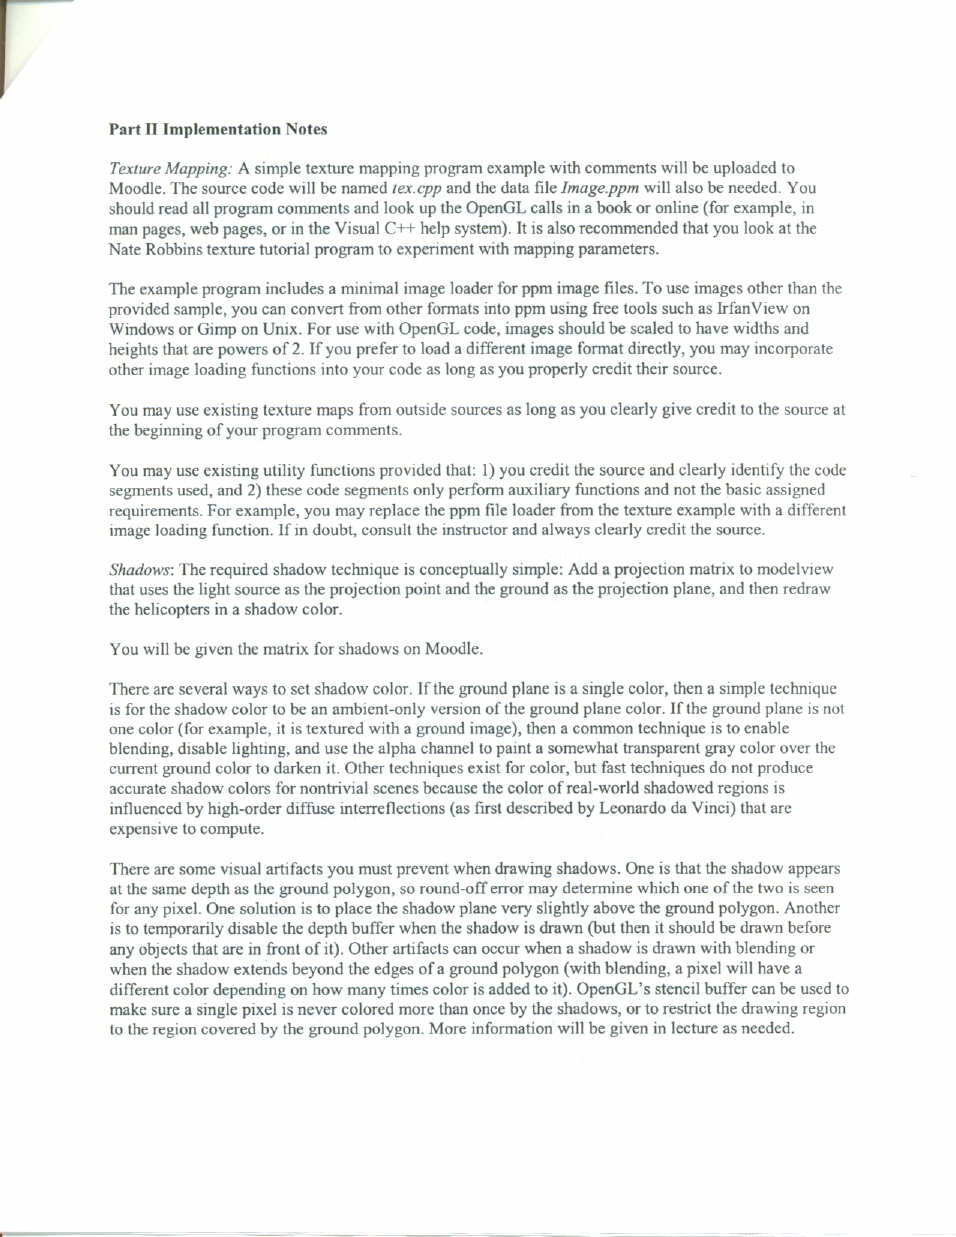 Part II Implementation Notes
Texture Mapping: A simple texture mapping program example with comments will be uploaded to
Moodle. The source code will be named tex.cpp and the data file Image.ppm will also be needed. You
should read all program comments and look up the OpenGL calls in a book or online (for example, in
man pages, web pages, or in the Visual C++ help system). It is also recommended that you look at the
Nate Robbins texture tutorial program to experiment with mapping parameters.
The example program includes a minimal image loader for ppm image files. To use images other than the
provided sample, you can convert from other formats into ppm using free tools such as IrfanView on
Windows or Gimp on Unix. For use with OpenGL code, images should be scaled to have widths and
heights that are powers of 2. If you prefer to load a different image format directly, you may incorporate
other image loading functions into your code as long as you properly credit their source.
You may use existing texture maps from outside sources as long as you clearly give credit to the source at
the beginning of your program comments.
You may use existing utility functions provided that: 1) you credit the source and clearly identify the code
segments used, and 2) these code segments only perform auxiliary functions and not the basic assigned
requirements. For example, you may replace the ppm file loader from the texture example with a different
image loading function. If in doubt, consult the instructor and always clearly credit the source.
Shadows: The required shadow technique is conceptually simple: Add a projection matrix to modelview
that uses the light source as the projection point and the ground as the projection plane, and then redraw
the helicopters in a shadow color.
You will be given the matrix for shadows on Moodle.
There are several ways to set shadow color. If the ground plane is a single color, then a simple technique
is for the shadow color to be an ambient-only version of the ground plane color. If the ground plane is not
one color (for example, it is textured with a ground image), then a common technique is to enable
blending, disable lighting, and use the alpha channel to paint a somewhat transparent gray color over the
current ground color to darken it. Other techniques exist for color, but fast techniques do not produce
accurate shadow colors for nontrivial scenes because the color of real-world shadowed regions is
influenced by high-order diffuse interreflections (as first described by Leonardo da Vinci) that are
expensive to compute.
There are some visual artifacts you must prevent when drawing shadows. One is that the shadow appears
at the same depth as the ground polygon, so round-off error may determine which one of the two is seen
for any pixel. One solution is to place the shadow plane very slightly above the ground polygon. Another
is to temporarily disable the depth buffer when the shadow is drawn (but then it should be drawn before
any objects that are in front of it). Other artifacts can occur when a shadow is drawn with blending or
when the shadow extends beyond the edges of a ground polygon (with blending, a pixel will have a
different color depending on how many times color is added to it). OpenGL's stencil buffer can be used to
make sure a single pixel is never colored more than once by the shadows, or to restrict the drawing region
to the region covered by the ground polygon. More information will be given in lecture as needed.